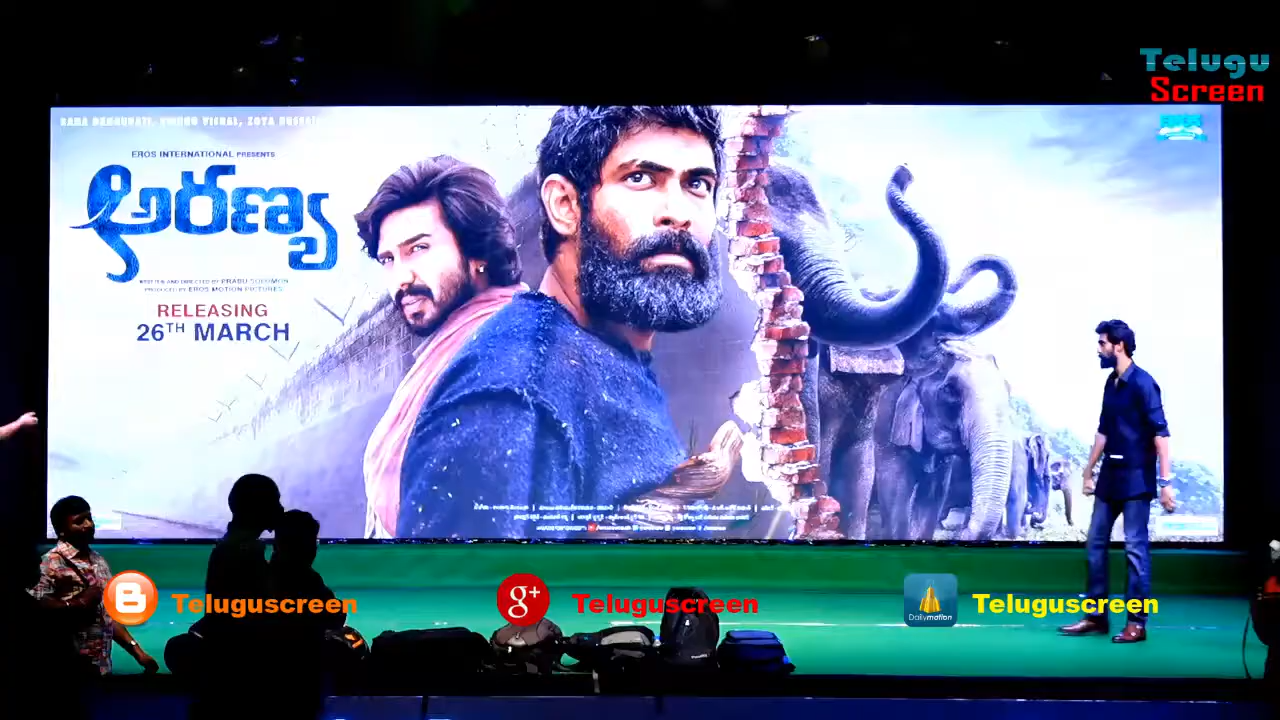 Telugu
Screen
RANA DAGGUBATI, VISHNU VISHAL, ZOYA HUSSAIN
EROS INTERNATIONAL PRESENTS
అరణ్య
WRITTEN AND DIRECTED BY PRABU SOLOMON
PRODUCED BY EROS MOTION PICTURES
RELEASING
26TH MARCH
Teluguscreen
g+
Teluguscreen
Dailymotion
Teluguscreen